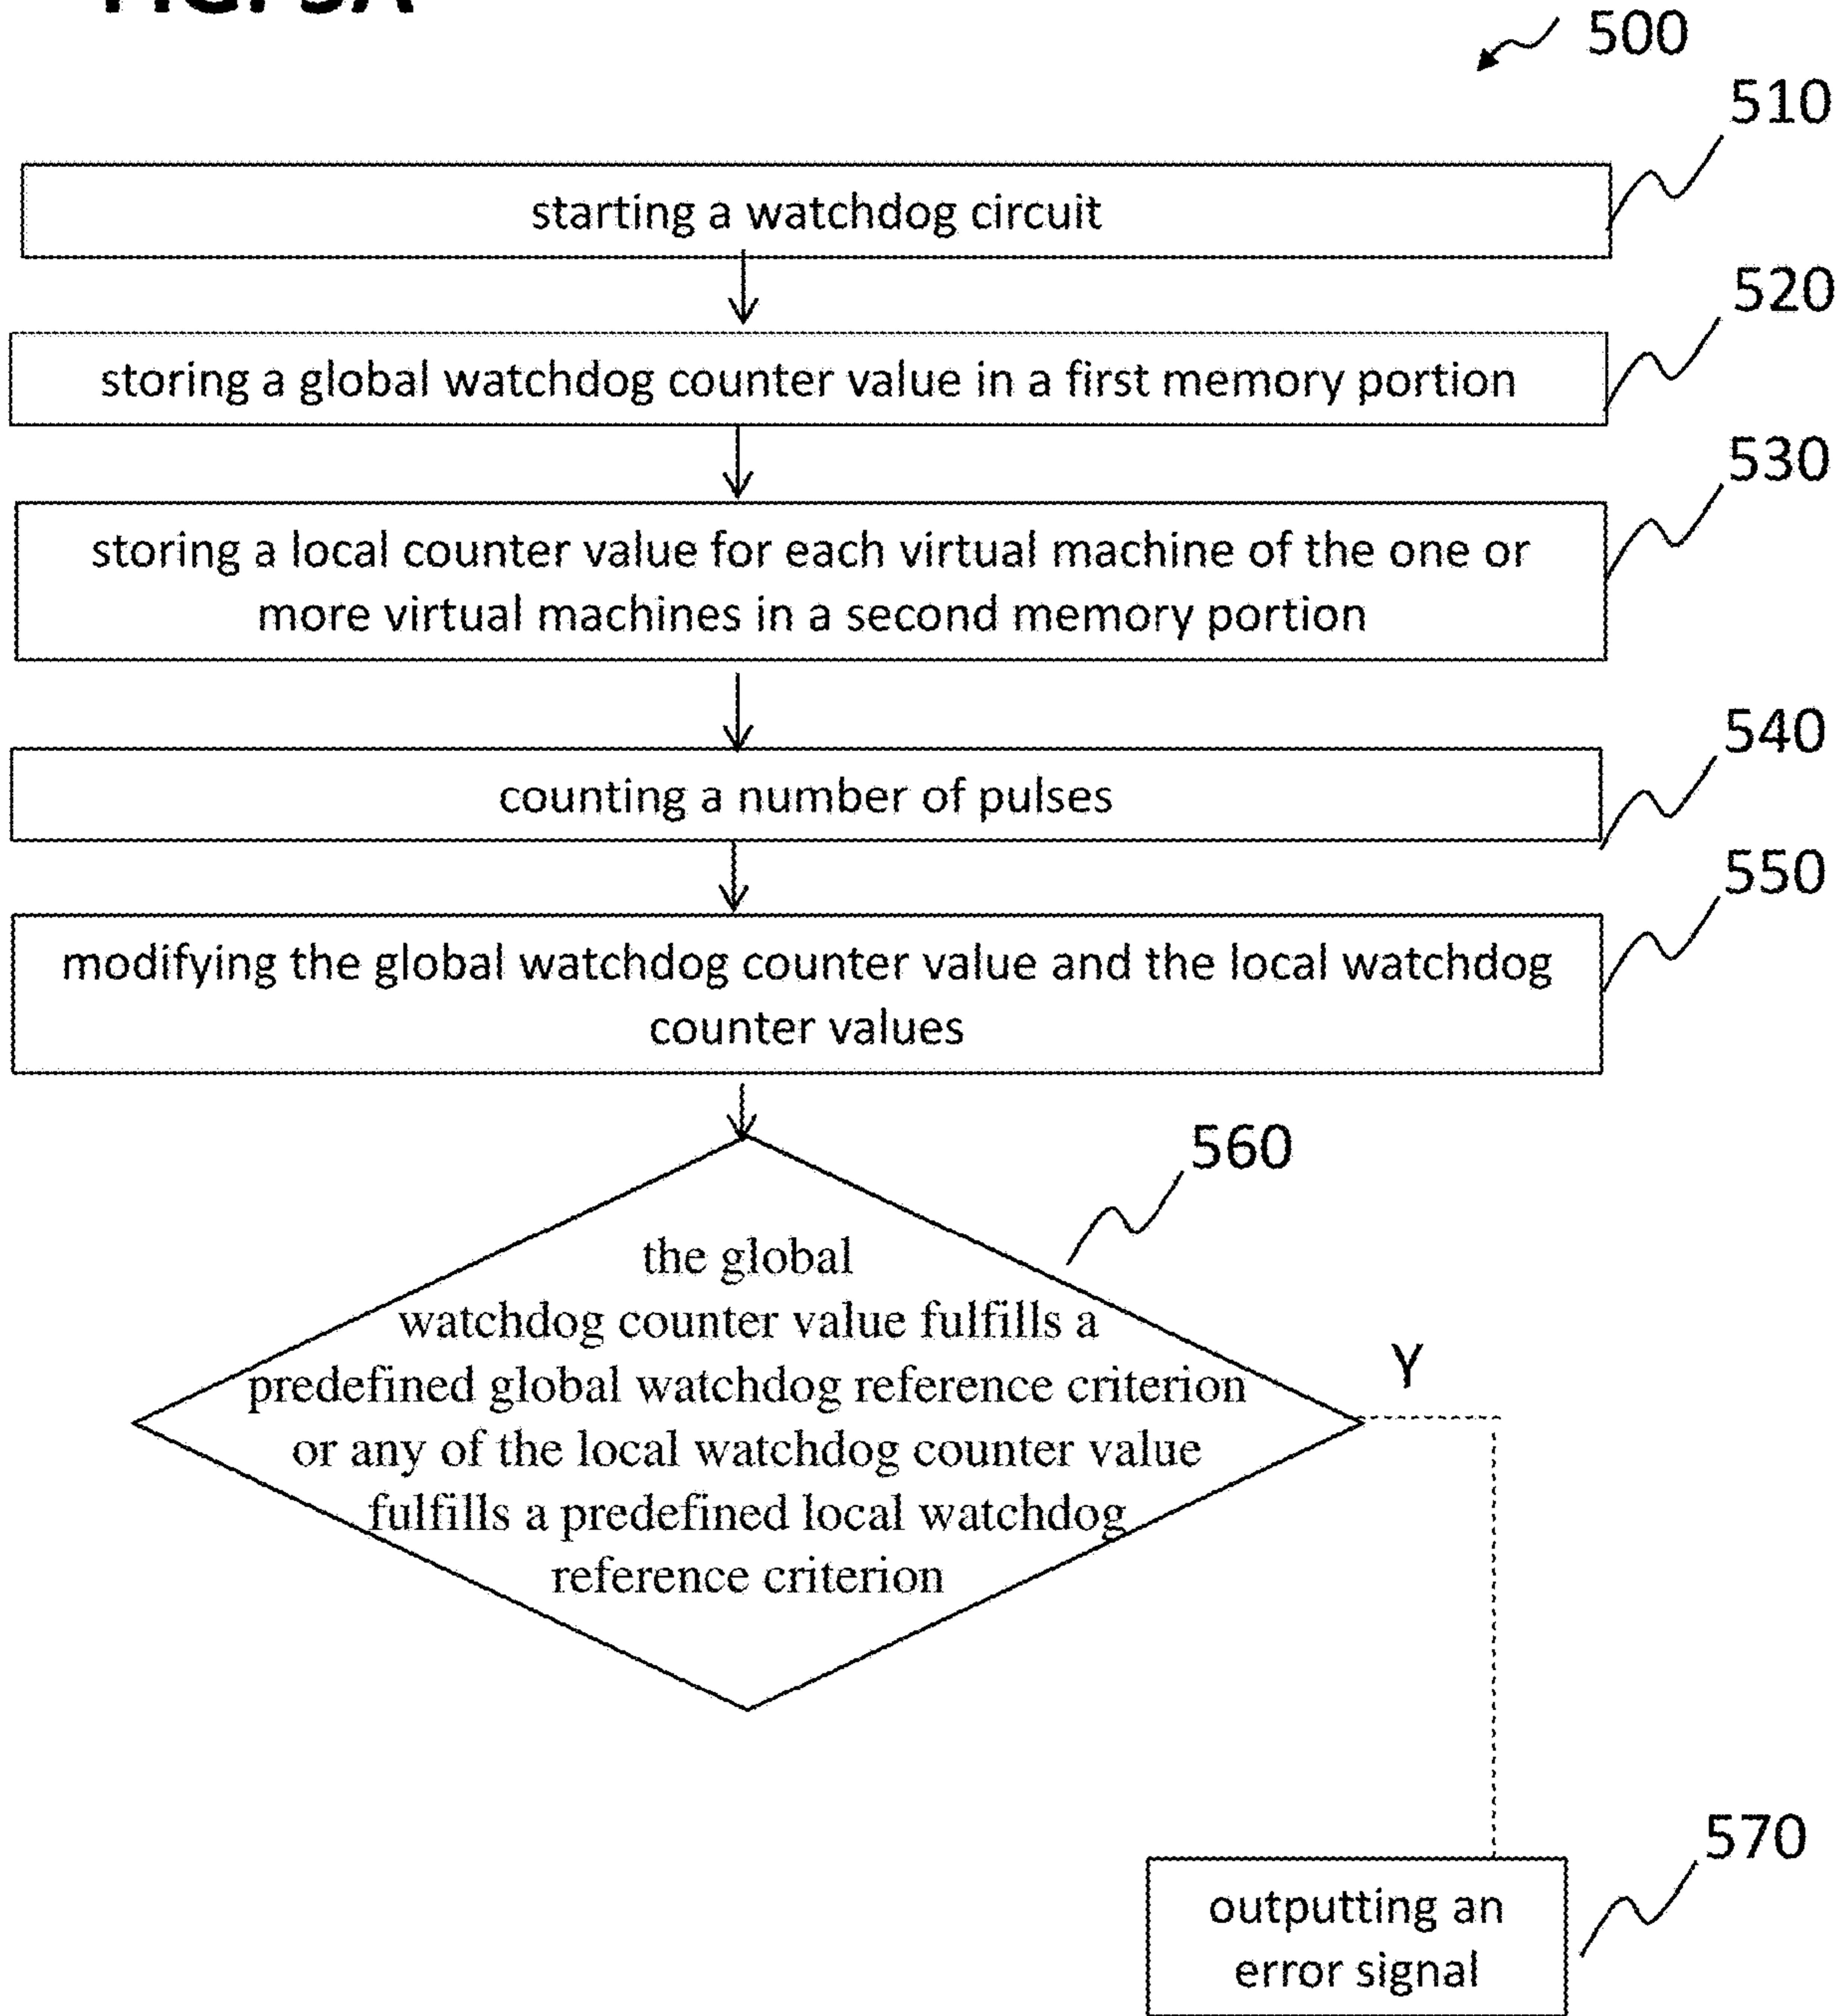 500
510
starting a watchdog circuit
520
storing a global watchdog counter value in a first memory portion
530
storing a local counter value for each virtual machine of the one or
more virtual machines in a second memory portion
540
counting a number of pulses
550
modifying the global watchdog counter value and the local watchdog
counter values
560
the global
watchdog counter value fulfills a
predefined global watchdog reference criterion
or any of the local watchdog counter value
fulfills a predefined local watchdog
reference criterion
Y
570
outputting an
error signal